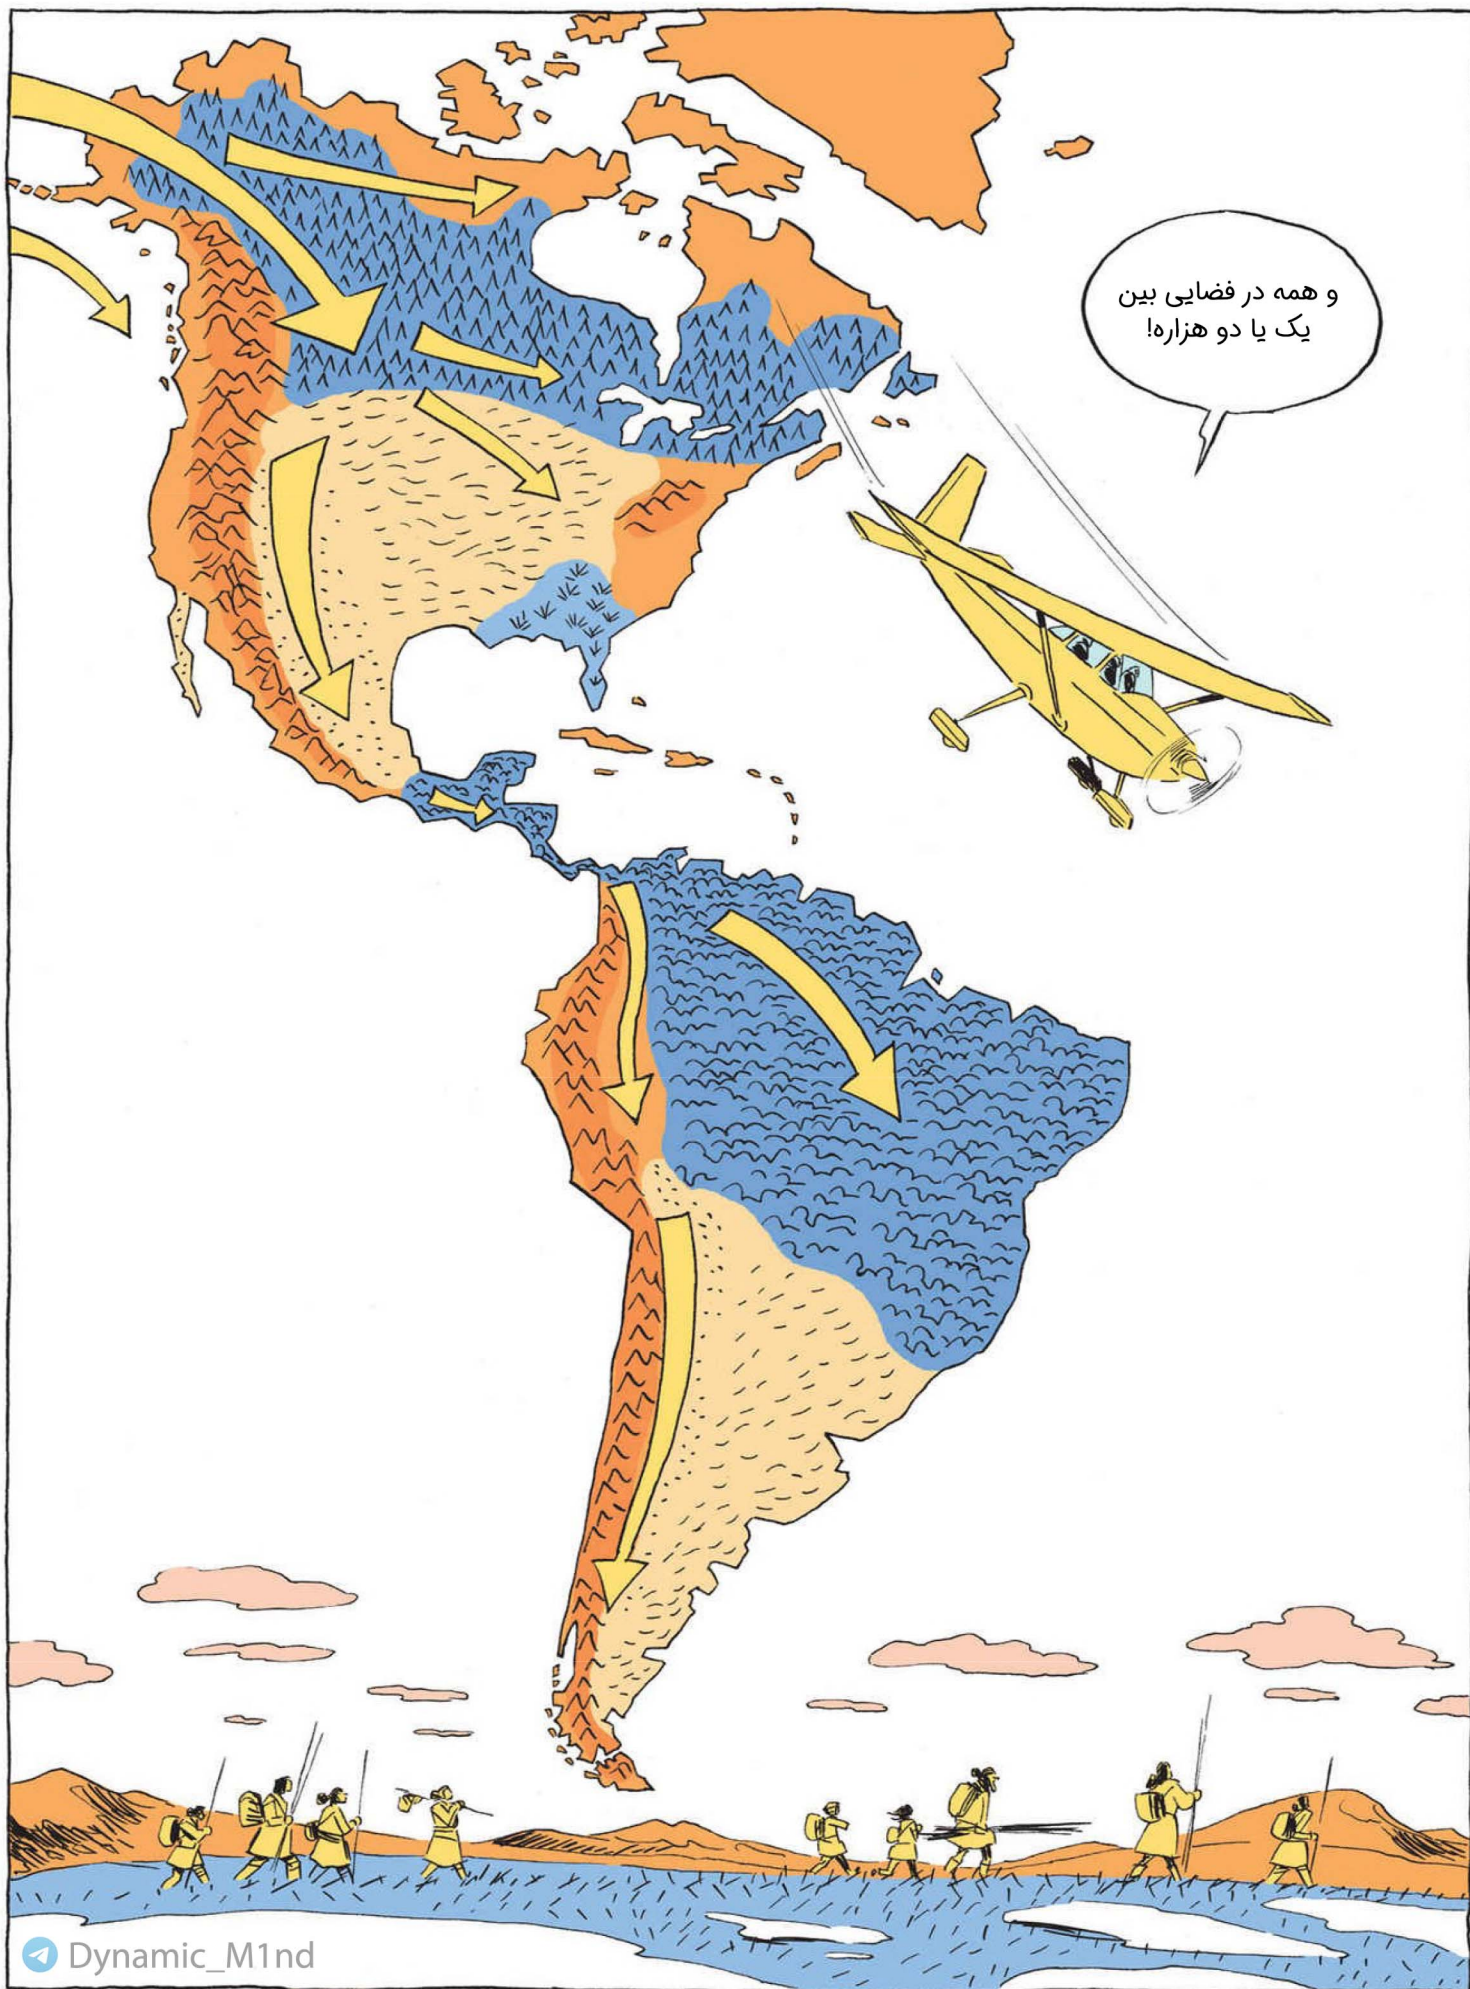 و همه در فضایی بین
یک یا دو هزاره!
Dynamic_M1nd